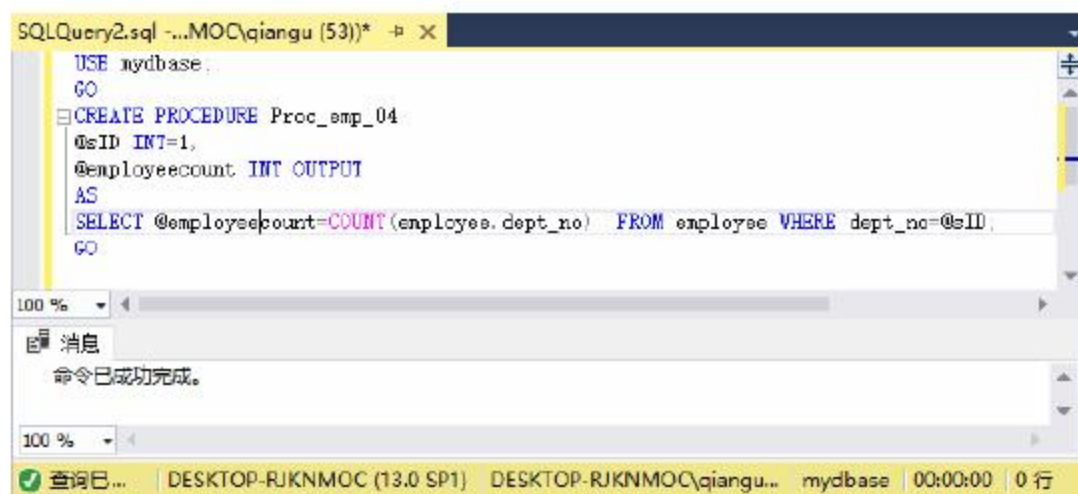 SQLQuery2.sql -...MOC\qiangu (53))*
USE mydbase;
GO
CREATE PROCEDURE Proc_emp_04
@sID INT=1,
@employeecount INT OUTPUT
AS
SELECT @employeecount=COUNT(employee.dept_no) FROM employee WHERE dept_no=@sID;
GO
100 %
消息
命令已成功完成。
100 %
查询已... DESKTOP-RJKNMOC (13.0 SP1) DESKTOP-RJKNMOC\qiangu... mydbase 00:00:00 0 行